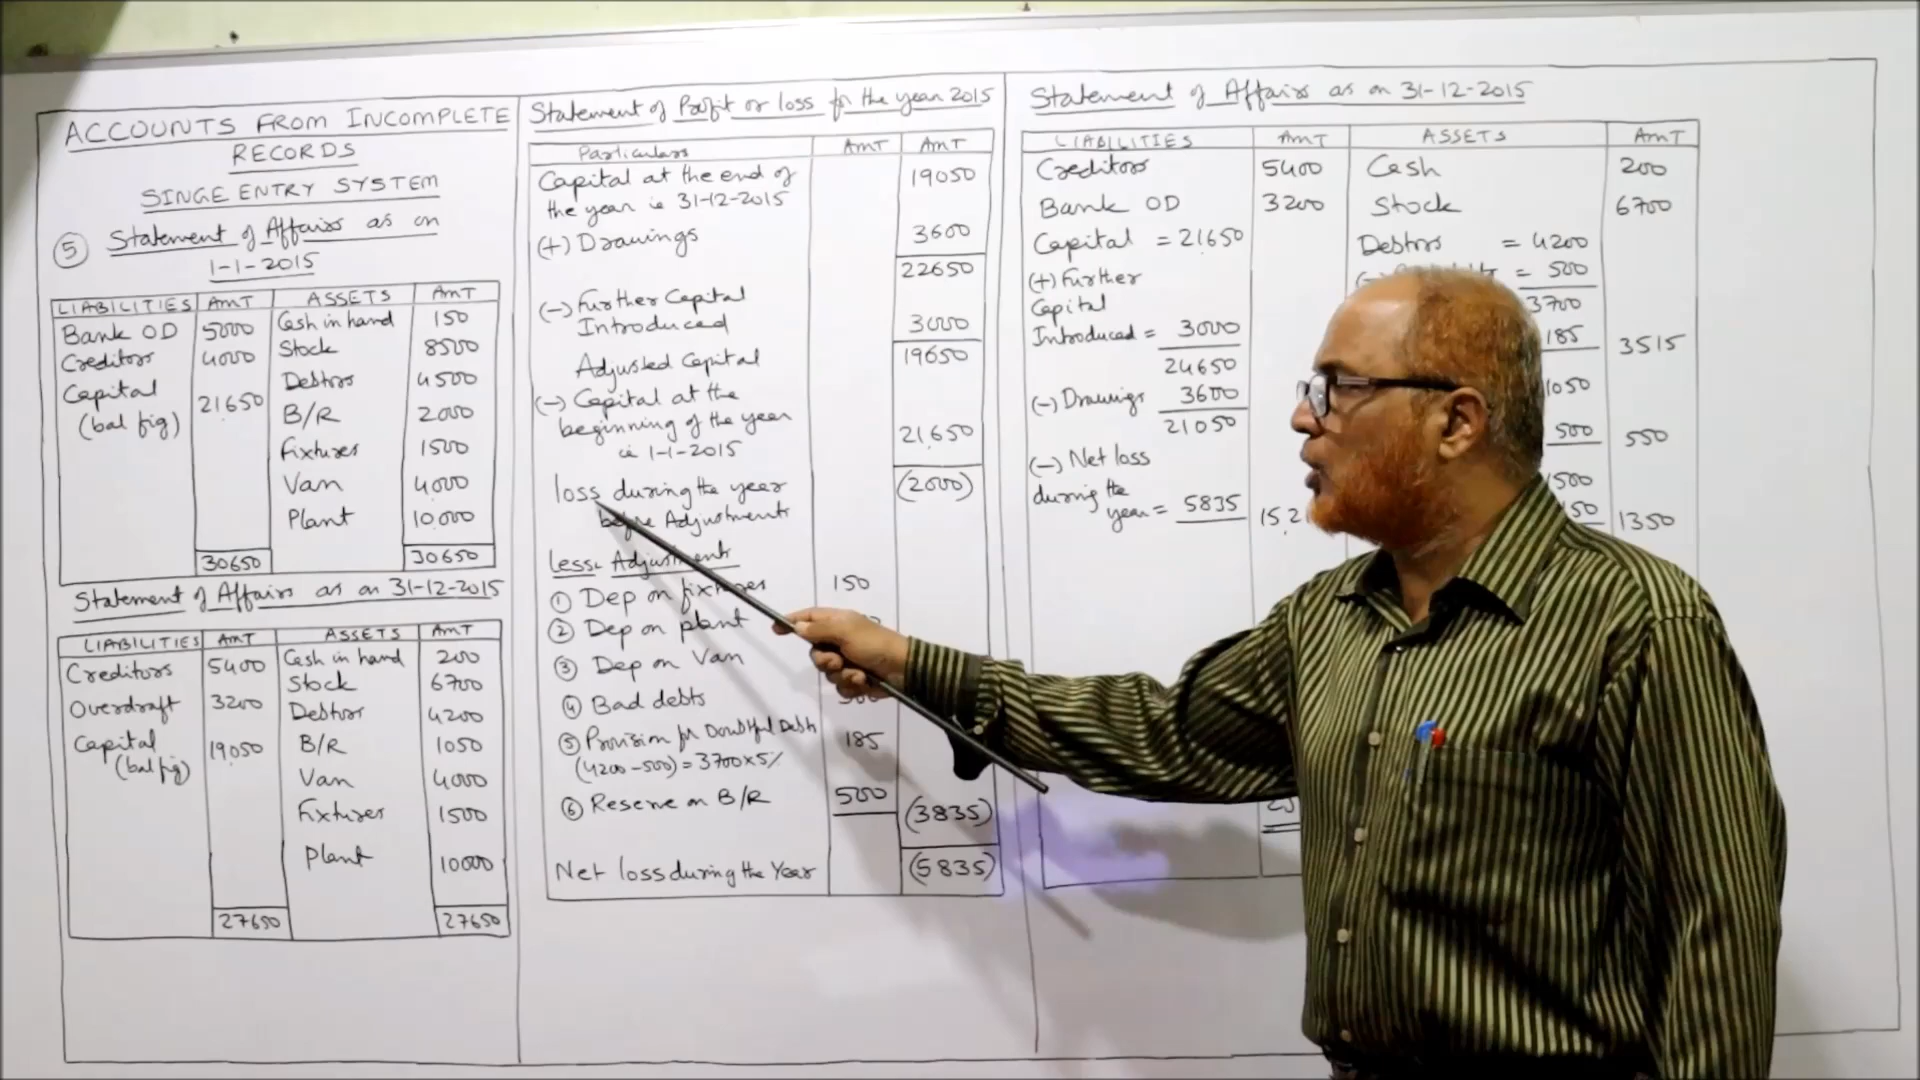 ACCOUNTS FROM INCOMPLETE
RECORDS
SINGE ENTRY SYSTEM
5 Statement of Affairs as on
1-1-2015
LIABILITIES AMT ASSETS AMT
Bank OD 5000 Cash in hand 150
Creditors 4000 Stock 8500
Capital 21,650 Debtors 4500
(bal fig) B/R 2000
Fixtures 1500
Van 4,000
Plant 10,000
30650 30650
Statement of Affairs as on 31-12-2015
LIABILITIES AMT ASSETS AMT
Creditors 5400 Cash in hand 200
Stock 6700
Overdraft 3200 Debtors 4200
Capital 19,050 B/R 1050
(bal fig) Van 4000
Fixtures 1500
Plant 10000
27650 27650
Statement of Profit or loss for the year 2015
Particulars AMT AMT
Capital at the end of 19050
the year ie 31-12-2015
(+) Drawings 3600
22650
(-) Further Capital
Introduced 3000
Adjusted Capital 19650
(-) Capital at the
beginning of the year 21,650
ie 1-1-2015
loss during the year (2000)
before Adjustments
less: Adjustments
1 Dep on fixtures 150
2 Dep on plant
3 Dep on Van
4 Bad debts
5 Provision for Doubtful Debts 185
(4200-500) = 3700x5%
6 Reserve on B/R 500 (3835)
Net loss during the Year (5835)
Statement of Affairs as on 31-12-2015
LIABILITIES AMT ASSETS AMT
Creditors 5400 Cash 200
Bank OD 3200 Stock 6700
Capital = 21,650 Debtors = 4200
(+) Further = 500
Capital 3700
Introduced = 3000 185 3515
24650
(-) Drawings 3600 1050
21050 500 550
(-) Net loss
during the
year = 5835 1350